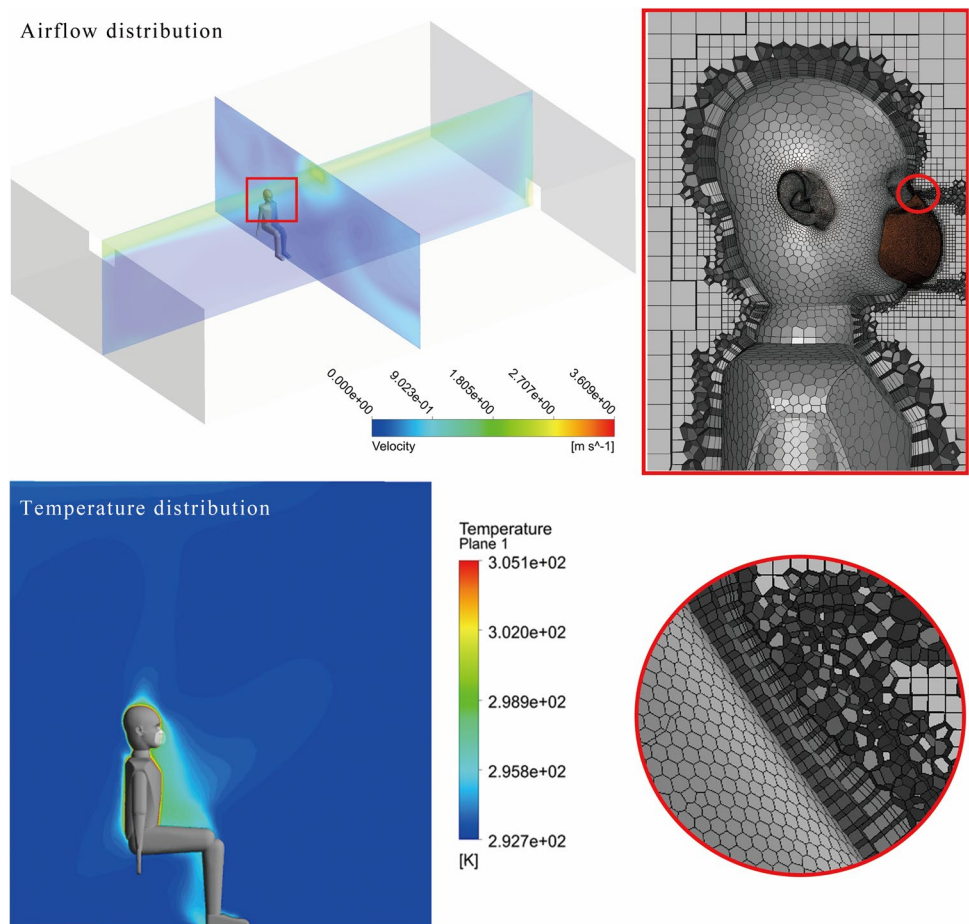 Airflow distribution
0.000e+00
9.023e-01
1.805e+00
2.707e+00
3.609e+00
Velocity
[m s^-1]
Temperature distribution
Temperature
Plane 1
3.051e+02
3.020e+02
2.989e+02
2.958e+02
2.927e+02
[K]